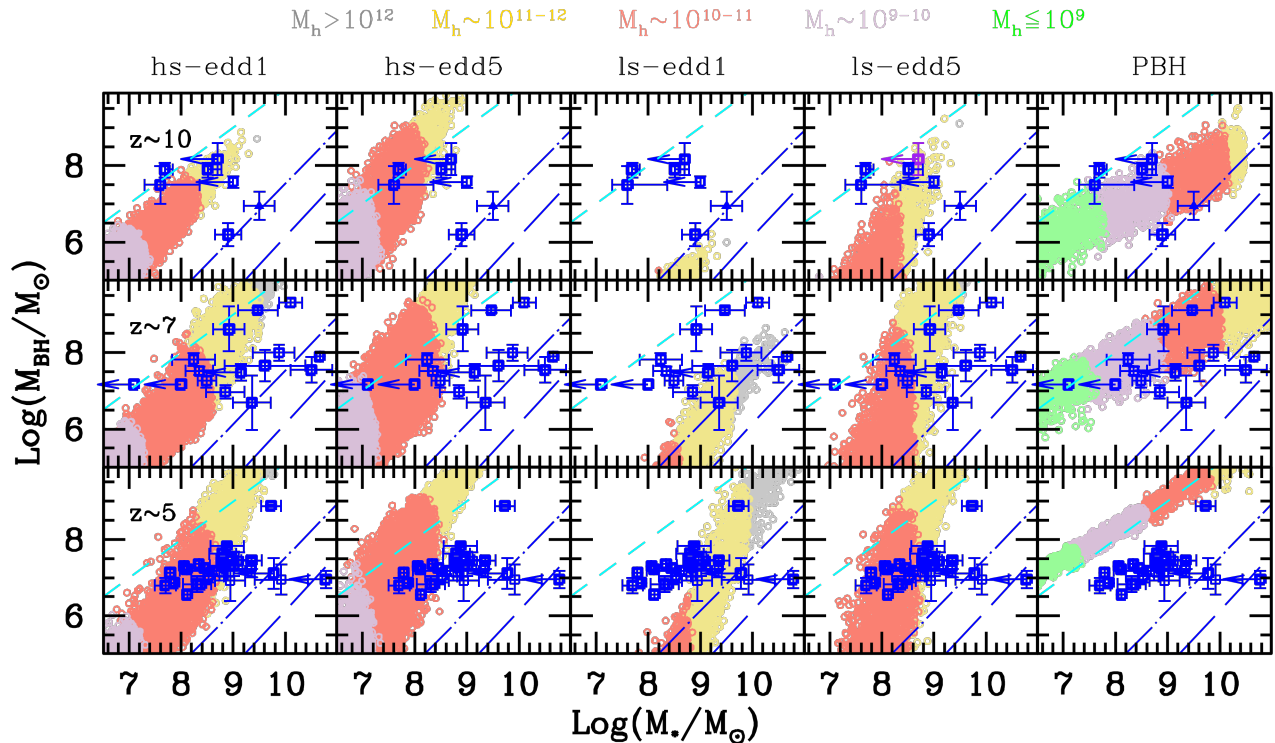 M_h>10^12 M_h~10^11−12 M_h~10^10−11 M_h~10^9−10 M_h≦10^9
hs-edd1 hs-edd5 ls-edd1 ls-edd5 PBH
z~10
8
6
z~7
8
6
z~5
8
6
Log(M_BH/M_⊙)
7 8 9 10 7 8 9 10 7 8 9 10 7 8 9 10 7 8 9 10
Log(M_*/M_⊙)